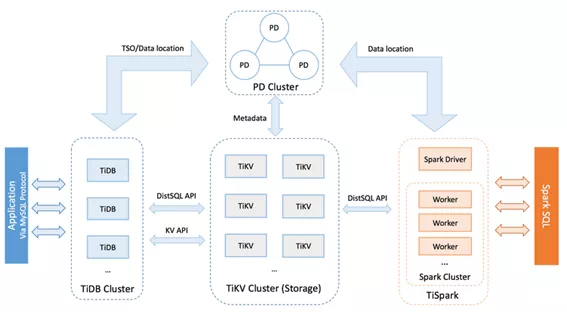 PD
TSO/Data location
Data location
PD
PD
PD Cluster
Metadata
Application
Via MySQL Protocol
TiDB
TiDB
TiDB
...
TiDB Cluster
DistSQL API
KV API
TiKV
TiKV
TiKV
TiKV
TiKV
TiKV
...
TiKV Cluster (Storage)
DistSQL API
Spark Driver
Worker
Worker
Worker
...
Spark Cluster
TiSpark
Spark SQL